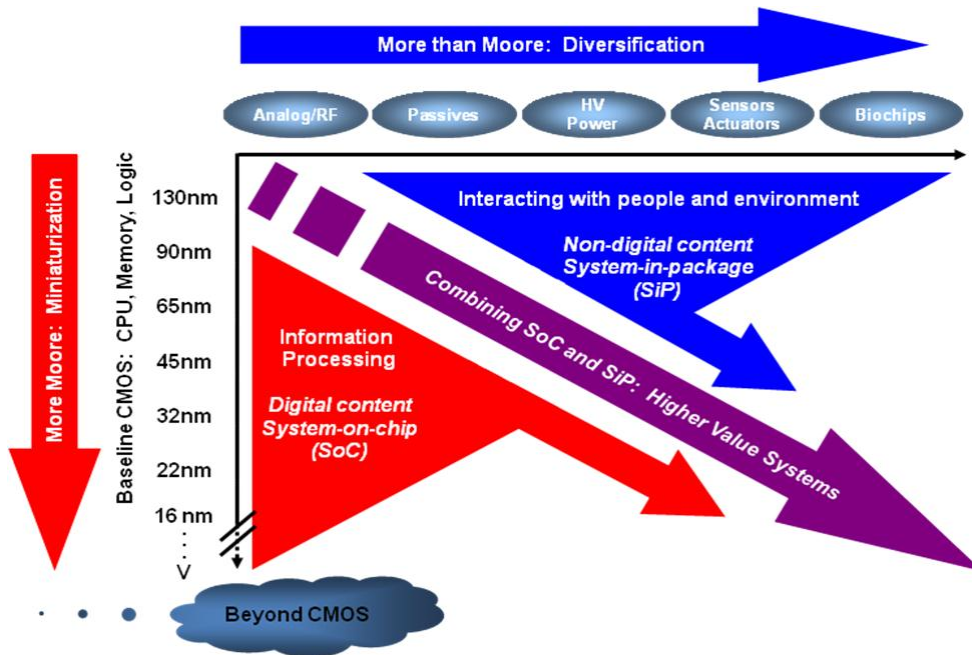 More than Moore: Diversification
Analog/RF
Passives
HV
Power
Sensors
Actuators
Biochips
More Moore: Miniaturization
Baseline CMOS: CPU, Memory, Logic
130nm
90nm
65nm
45nm
32nm
22nm
16 nm
V
Interacting with people and environment
Non-digital content
System-in-package
(SiP)
Combining SoC and SiP: Higher Value Systems
Information
Processing
Digital content
System-on-chip
(SoC)
Beyond CMOS